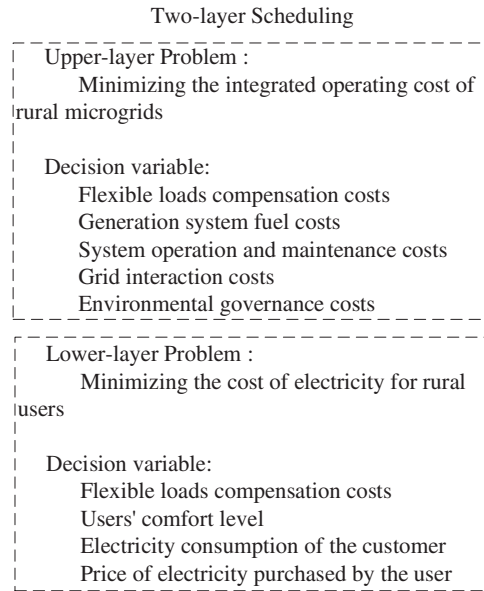 Two-layer Scheduling
Upper-layer Problem :
Minimizing the integrated operating cost of
rural microgrids
Decision variable:
Flexible loads compensation costs
Generation system fuel costs
System operation and maintenance costs
Grid interaction costs
Environmental governance costs
Lower-layer Problem :
Minimizing the cost of electricity for rural
users
Decision variable:
Flexible loads compensation costs
Users' comfort level
Electricity consumption of the customer
Price of electricity purchased by the user